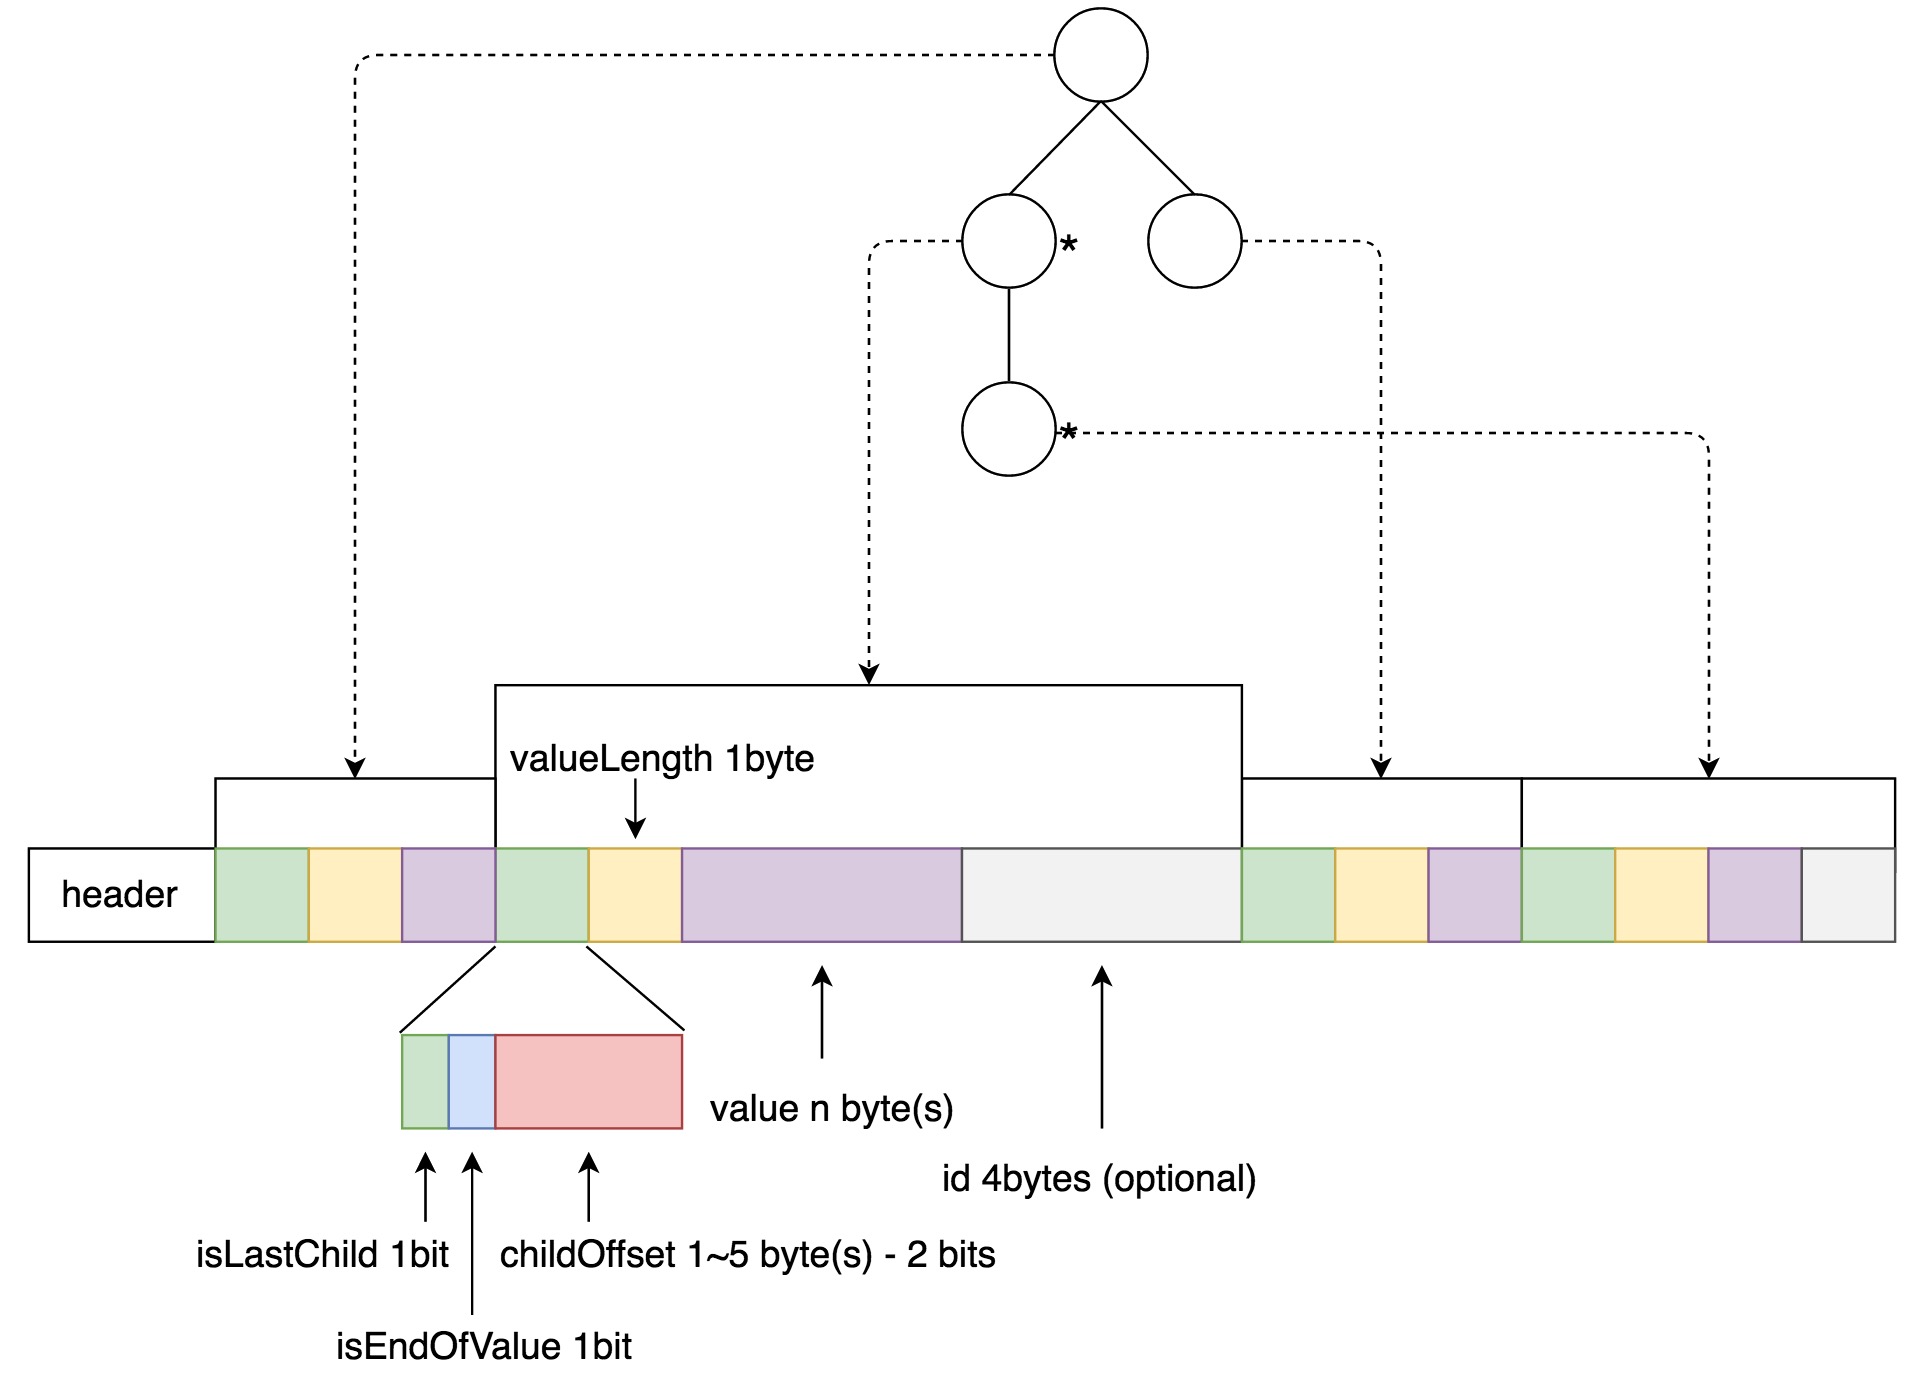 *
*
valueLength 1byte
header
value n byte(s)
id 4bytes (optional)
isLastChild 1bit
childOffset 1~5 byte(s) - 2 bits
isEndOfValue 1bit